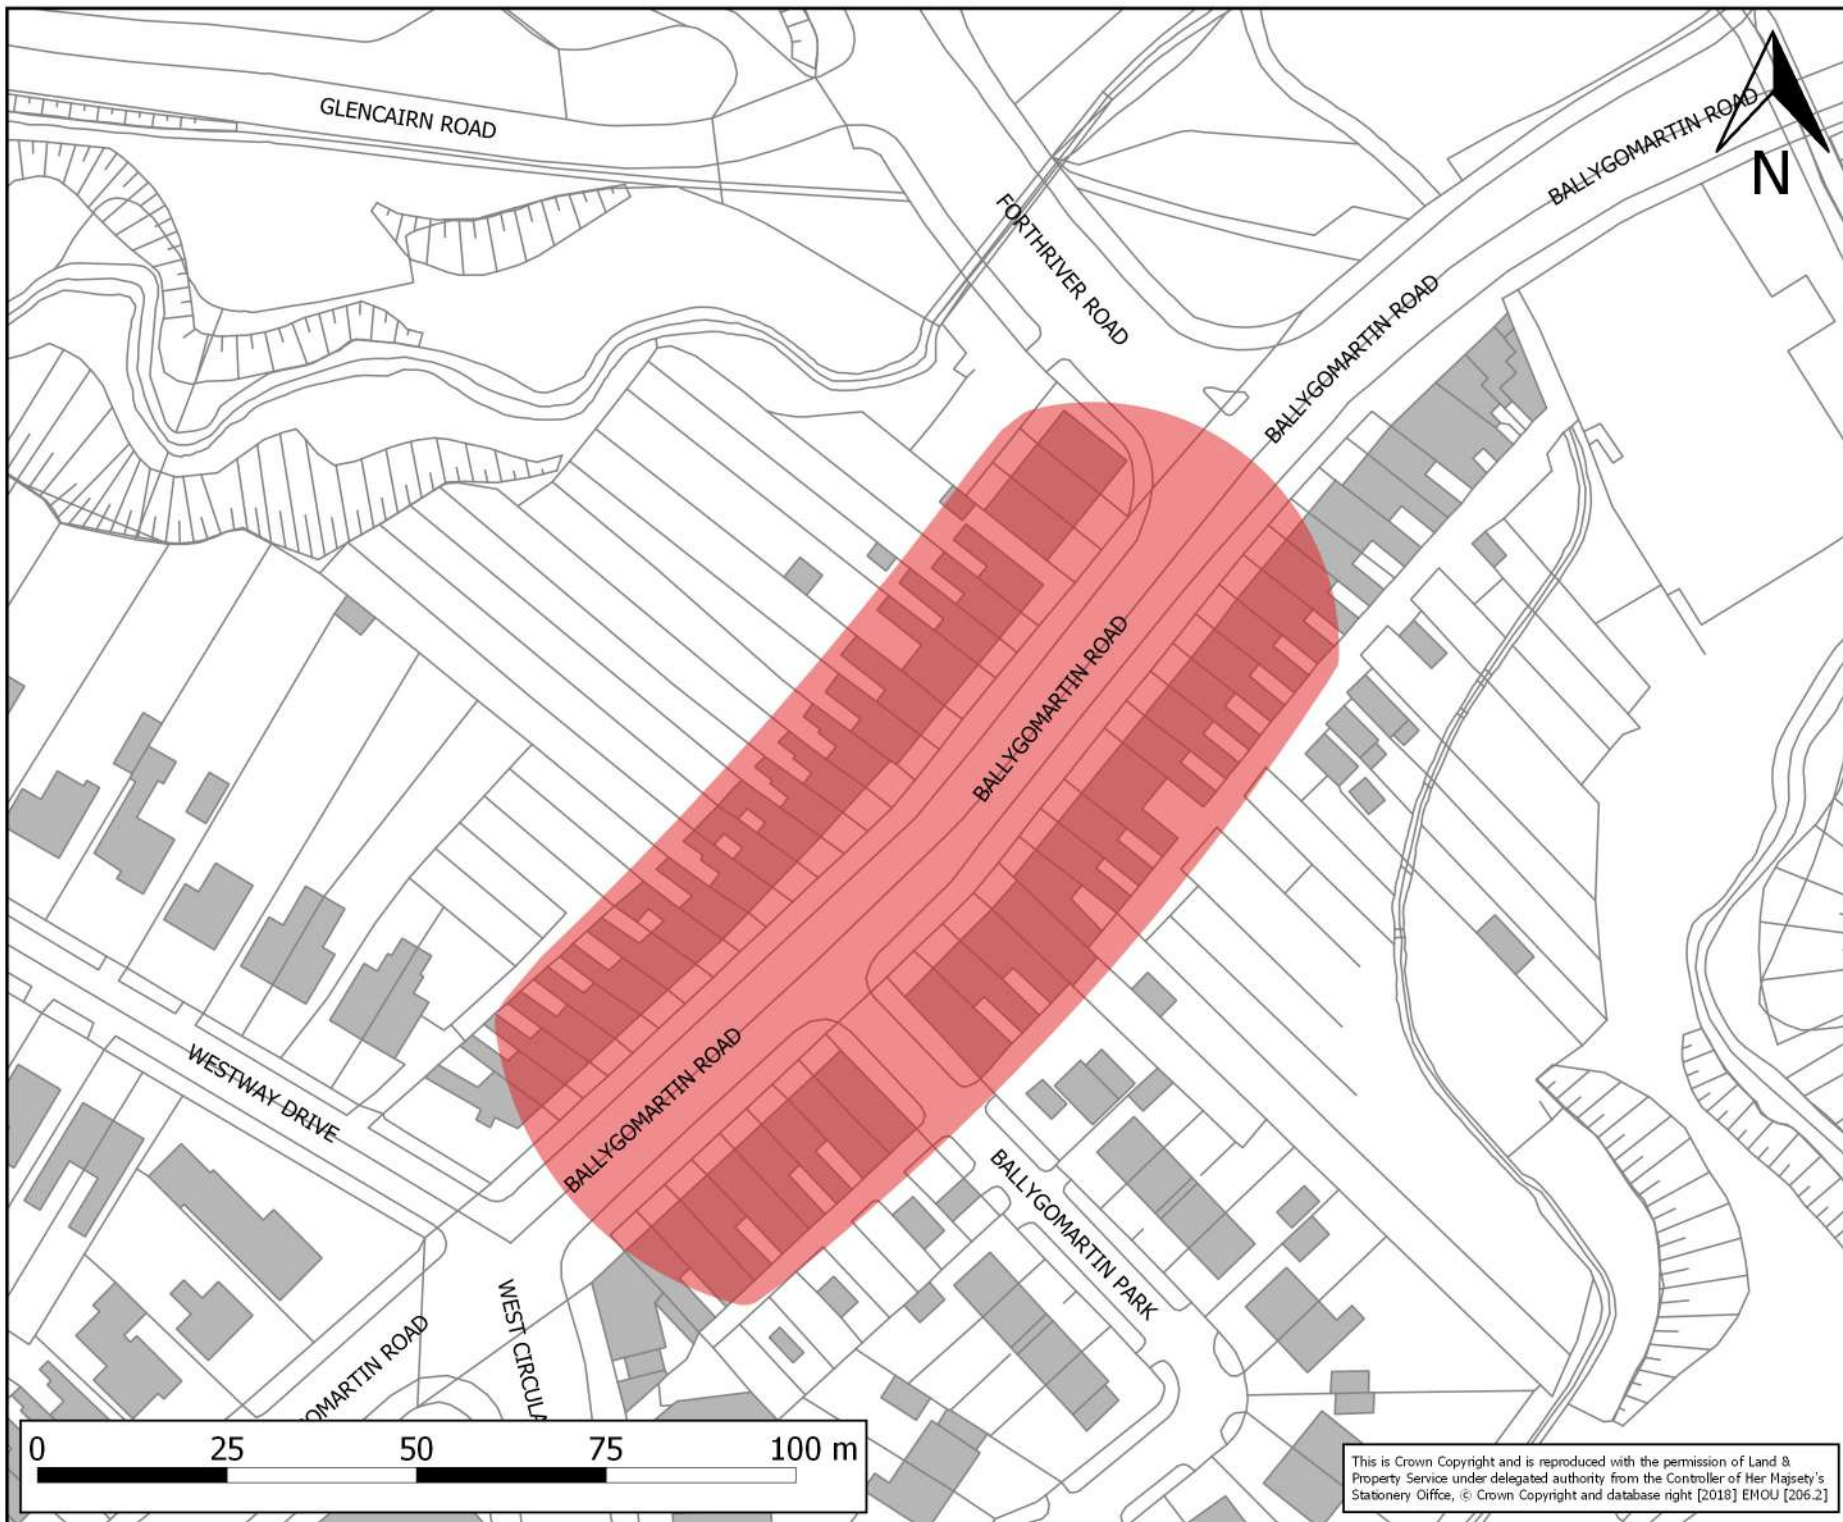 GLENCAIRN ROAD
BALLYGOMARTIN ROAD
N
FORTHRIVER ROAD
BALLYGOMARTIN ROAD
BALLYGOMARTIN ROAD
BALLYGOMARTIN ROAD
WESTWAY DRIVE
BALLYGOMARTIN PARK
WEST CIRCULA
OMARTIN ROAD
0 25 50 75 100 m
This is Crown Copyright and is reproduced with the permission of Land &
Property Service under delegated authority from the Controller of Her Majsety's
Stationery Oiffce, © Crown Copyright and database right [2018] EMOU [206.2]